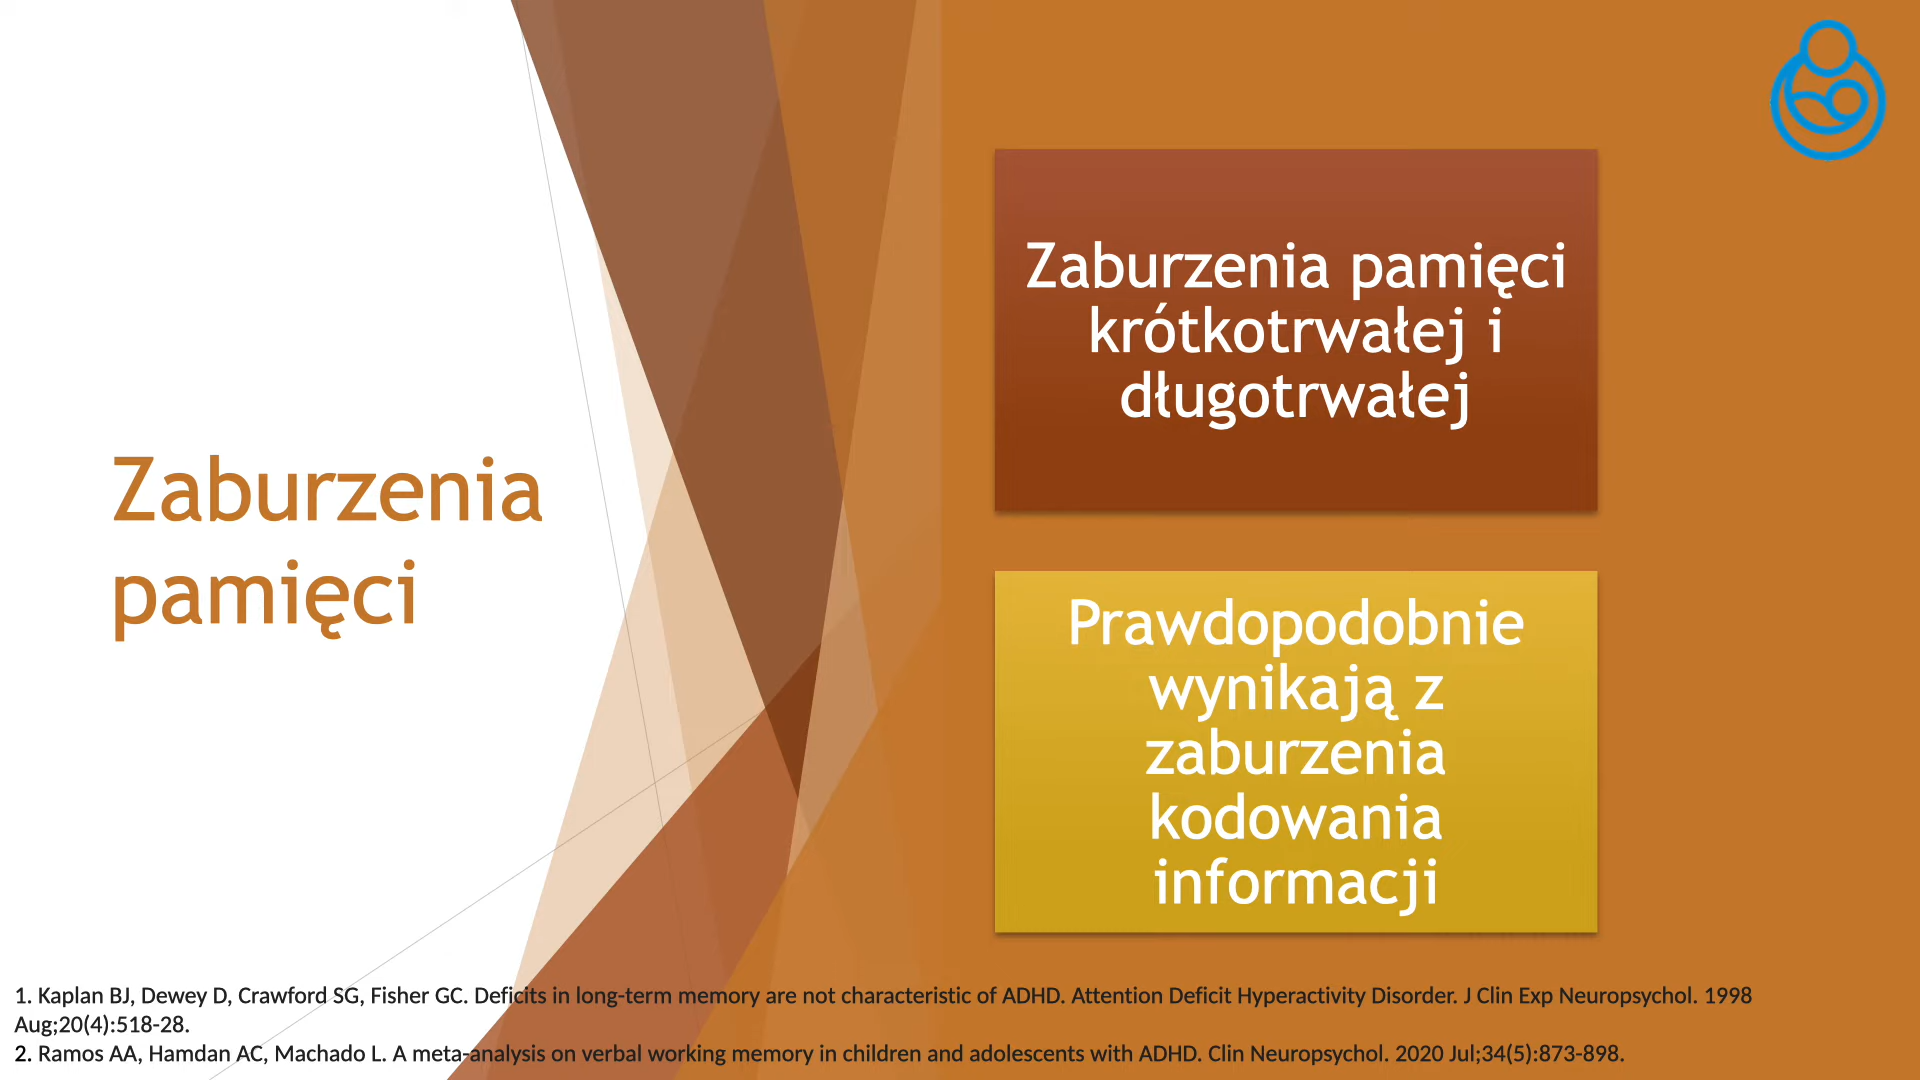 Zaburzenia
pamięci
Zaburzenia pamięci
krótkotrwałej i
długotrwałej
Prawdopodobnie
wynikają z
zaburzenia
kodowania
informacji
1. Kaplan BJ, Dewey D, Crawford SG, Fisher GC. Deficits in long-term memory are not characteristic of ADHD. Attention Deficit Hyperactivity Disorder. J Clin Exp Neuropsychol. 1998
Aug;20(4):518-28.
2. Ramos AA, Hamdan AC, Machado L. A meta-analysis on verbal working memory in children and adolescents with ADHD. Clin Neuropsychol. 2020 Jul;34(5):873-898.